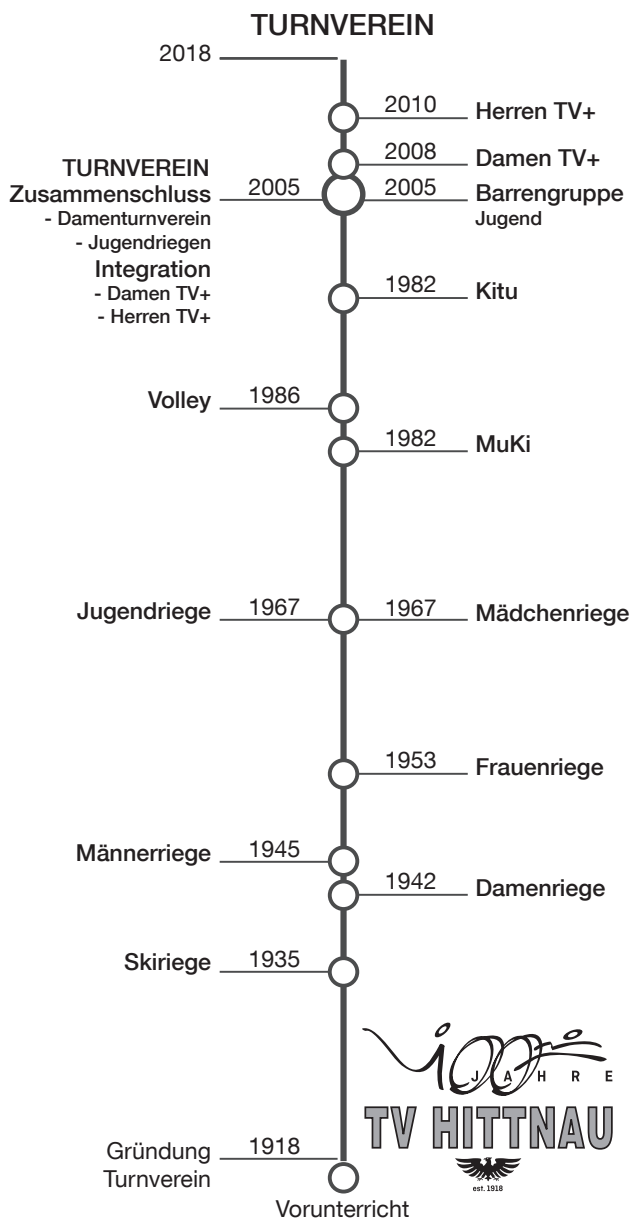 TURNVEREIN
2018
2010 Herren TV+
2008 Damen TV+
TURNVEREIN
Zusammenschluss 2005
- Damenturnverein
- Jugendriegen
Integration
- Damen TV+
- Herren TV+
2005 Barrengruppe
Jugend
1982 Kitu
Volley 1986
1982 MuKi
Jugendriege 1967
1967 Mädchenriege
1953 Frauenriege
Männerriege 1945
1942 Damenriege
Skiriege 1935
100
JAHRE
TV HITTNAU
est. 1918
Gründung 1918
Turnverein
Vorunterricht